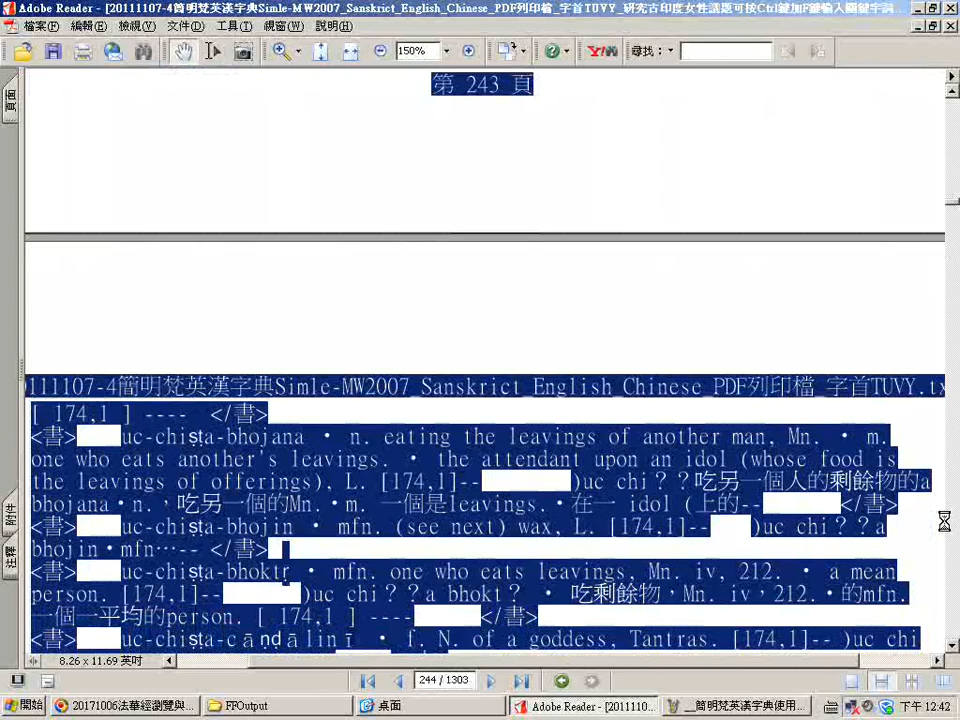 Adobe Reader - [20111107-4簡明梵英漢字典Simle-MW2007_Sanskrict_English_Chinese_PDF列印檔_字首TUVY_研究古印度女性議題可按Ctrl鍵加F鍵輸入關鍵字詞
檔案(F) 編輯(E) 檢視(V) 文件(D) 工具(T) 視窗(W) 說明(H)
150% Y! 尋找:
頁面
第 243 頁
111107-4簡明梵英漢字典Simle-MW2007_Sanskrict_English_Chinese_PDF列印檔_字首TUVY.tx
[ 174,1 ] ---- </書>
<書> uc-chiṣṭa-bhojana ‧ n. eating the leavings of another man, Mn. ‧ m.
one who eats another's leavings. ‧ the attendant upon an idol (whose food is
the leavings of offerings), L. [174,1]-- )uc chi??吃另一個人的剩餘物的a
bhojana‧n.,吃另一個的Mn.‧m. 一個是leavings.‧在一 idol (上的-- </書>
<書> uc-chiṣṭa-bhojin ‧ mfn. (see next) wax, L. [174,1]-- )uc chi??a
bhojin‧mfn…-- </書>
<書> uc-chiṣṭa-bhoktṛ ‧ mfn. one who eats leavings, Mn. iv, 212. ‧ a mean
person. [174,1]-- )uc chi??a bhokt? ‧ 吃剩餘物,Mn. iv, 212.‧的mfn.
一個一平均的person. [ 174,1 ] ---- </書>
<書> uc-chiṣṭa-cāṇḍālinī ‧ f. N. of a goddess, Tantras. [174,1]-- )uc chi
附件
注釋
8.26 x 11.69 英吋
244 / 1303
開始 20171006法華經瀏覽與... FFOutput 桌面 Adobe Reader - [2011110... __簡明梵英字典使用... 下午 12:42